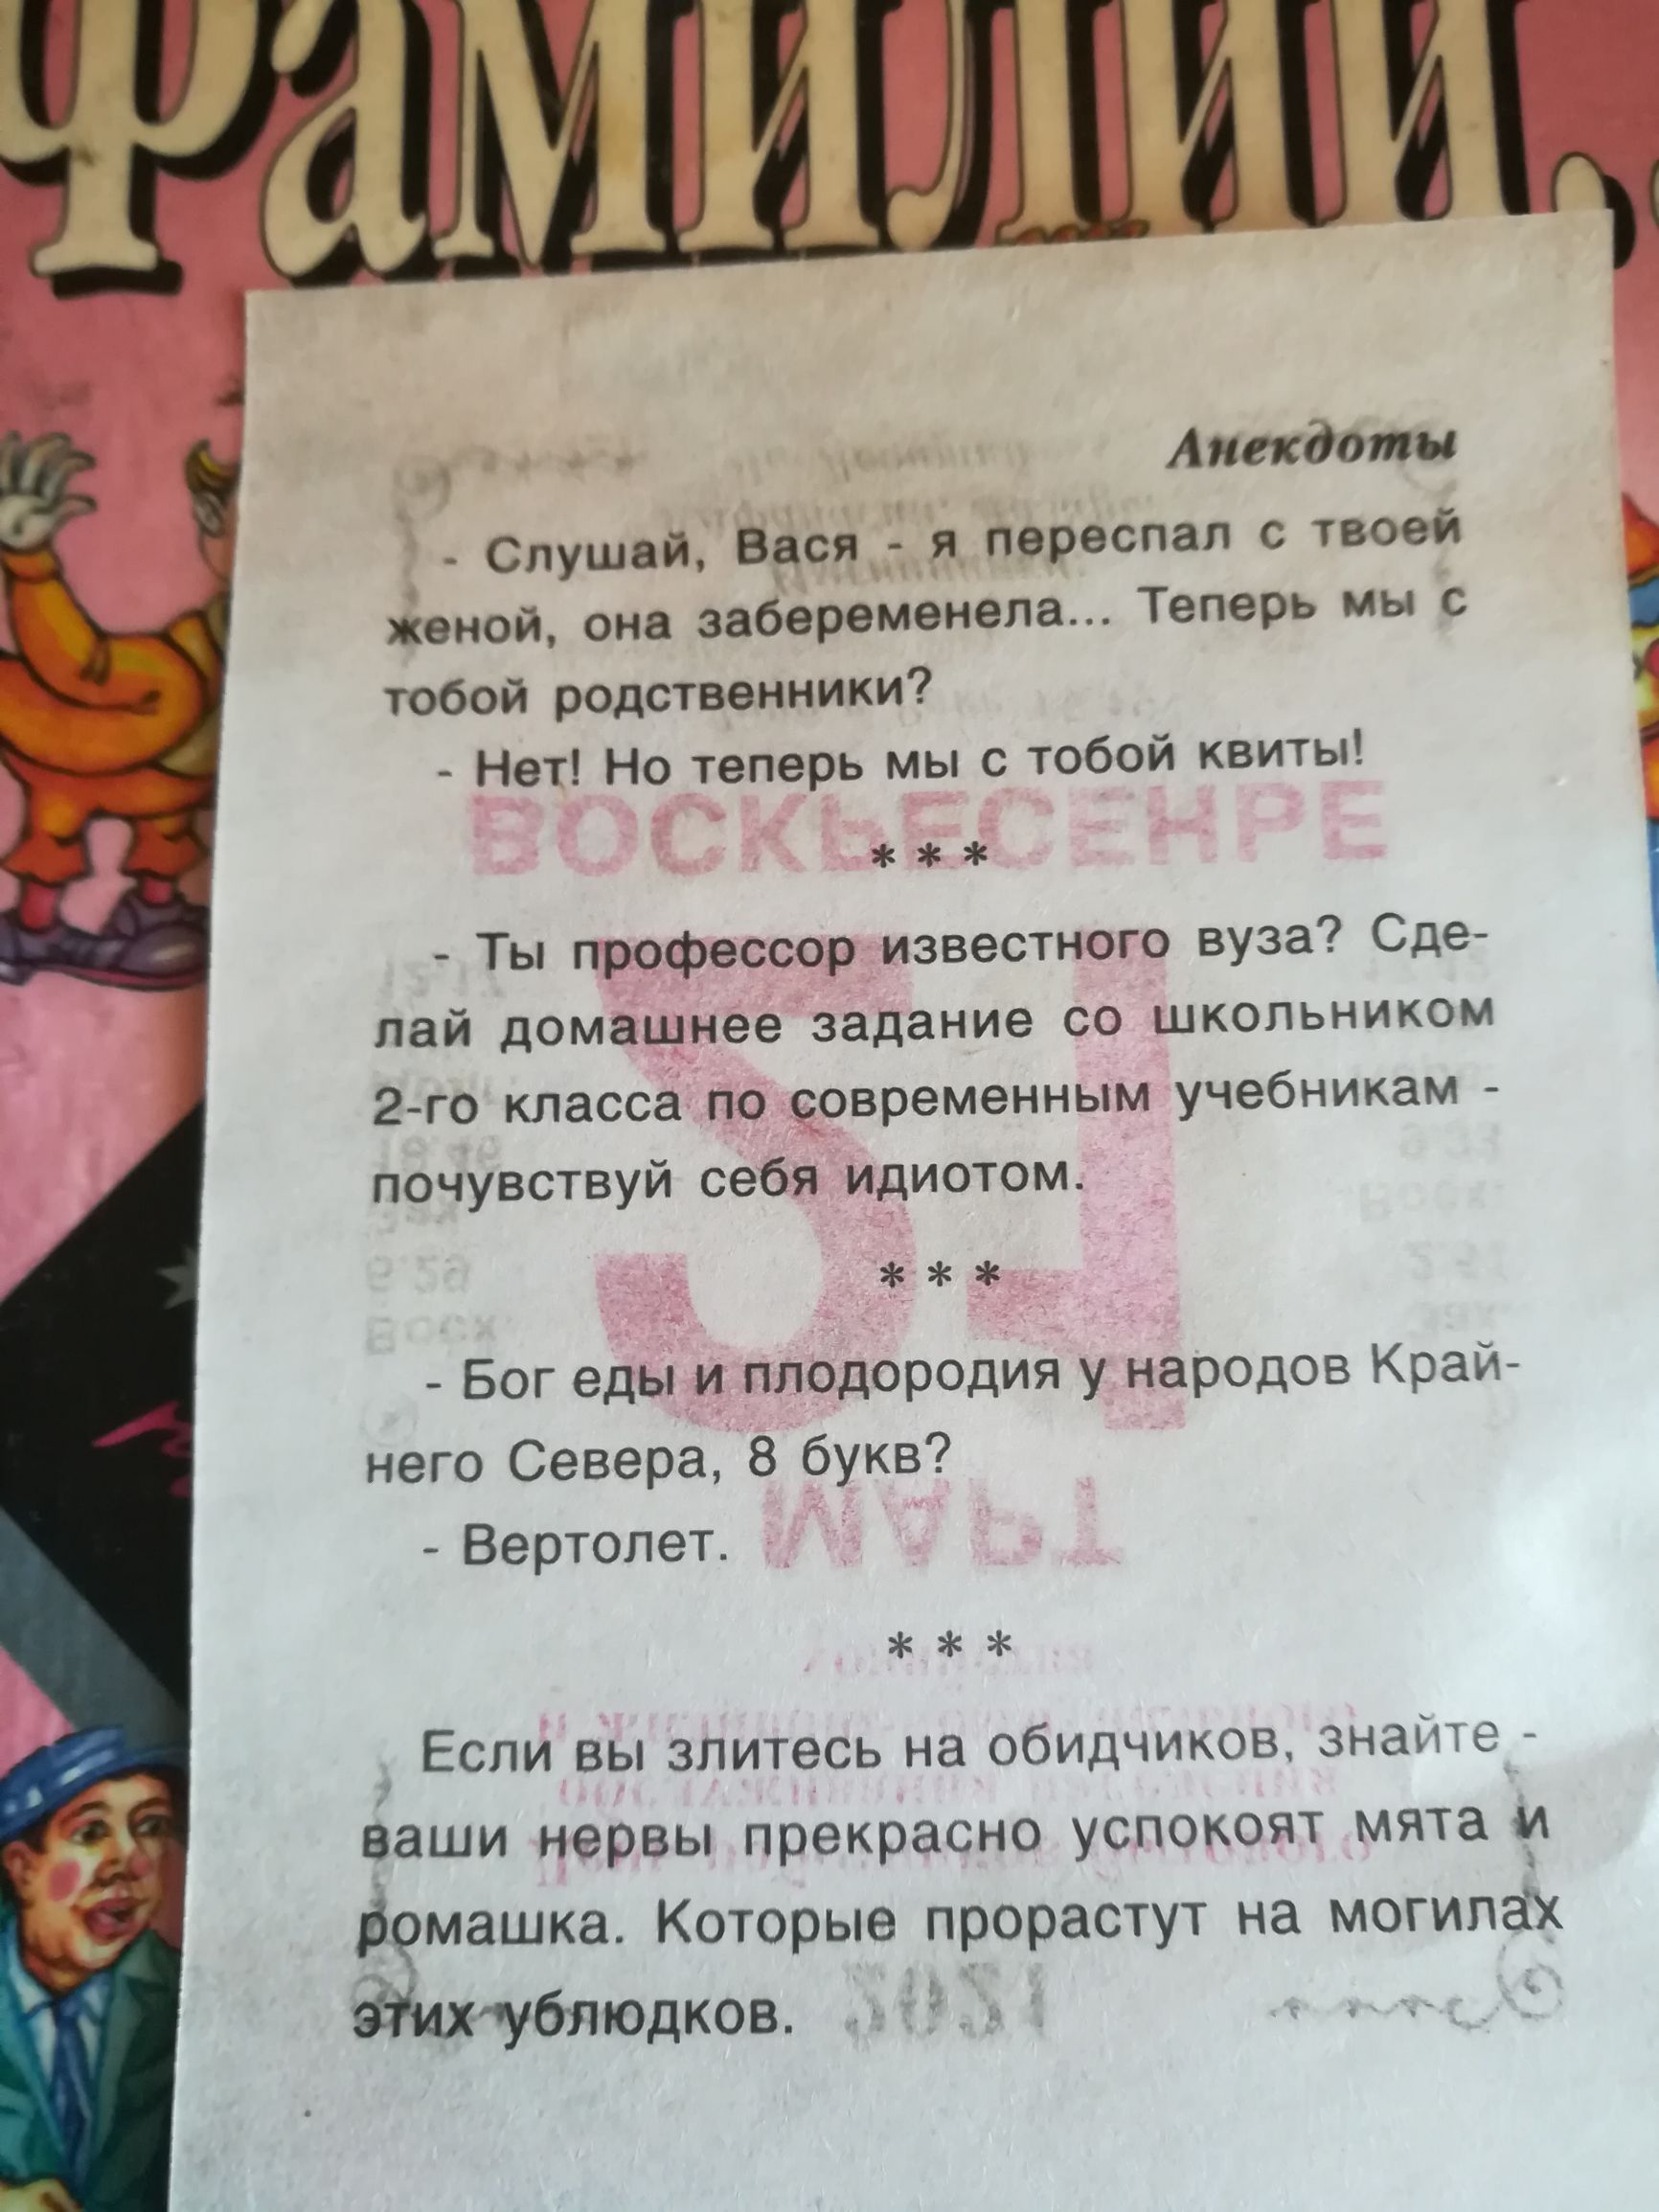 Фамилии..
Анекдоты
- Слушай, Вася - я переспал с твоей
женой, она забеременела... Теперь мы с
тобой родственники?
- Нет! Но теперь мы с тобой квиты!
ВОСКРЕСЕНЬЕ
* * *
- Ты профессор известного вуза? Сде-
лай домашнее задание со школьником
2-го класса по современным учебникам -
почувствуй себя идиотом.
* * *
- Бог еды и плодородия у народов Край-
него Севера, 8 букв?
- Вертолет.
МАРТ
* * *
Если вы злитесь на обидчиков, знайте -
ваши нервы прекрасно успокоят мята и
ромашка. Которые прорастут на могилах
этих ублюдков.
2021